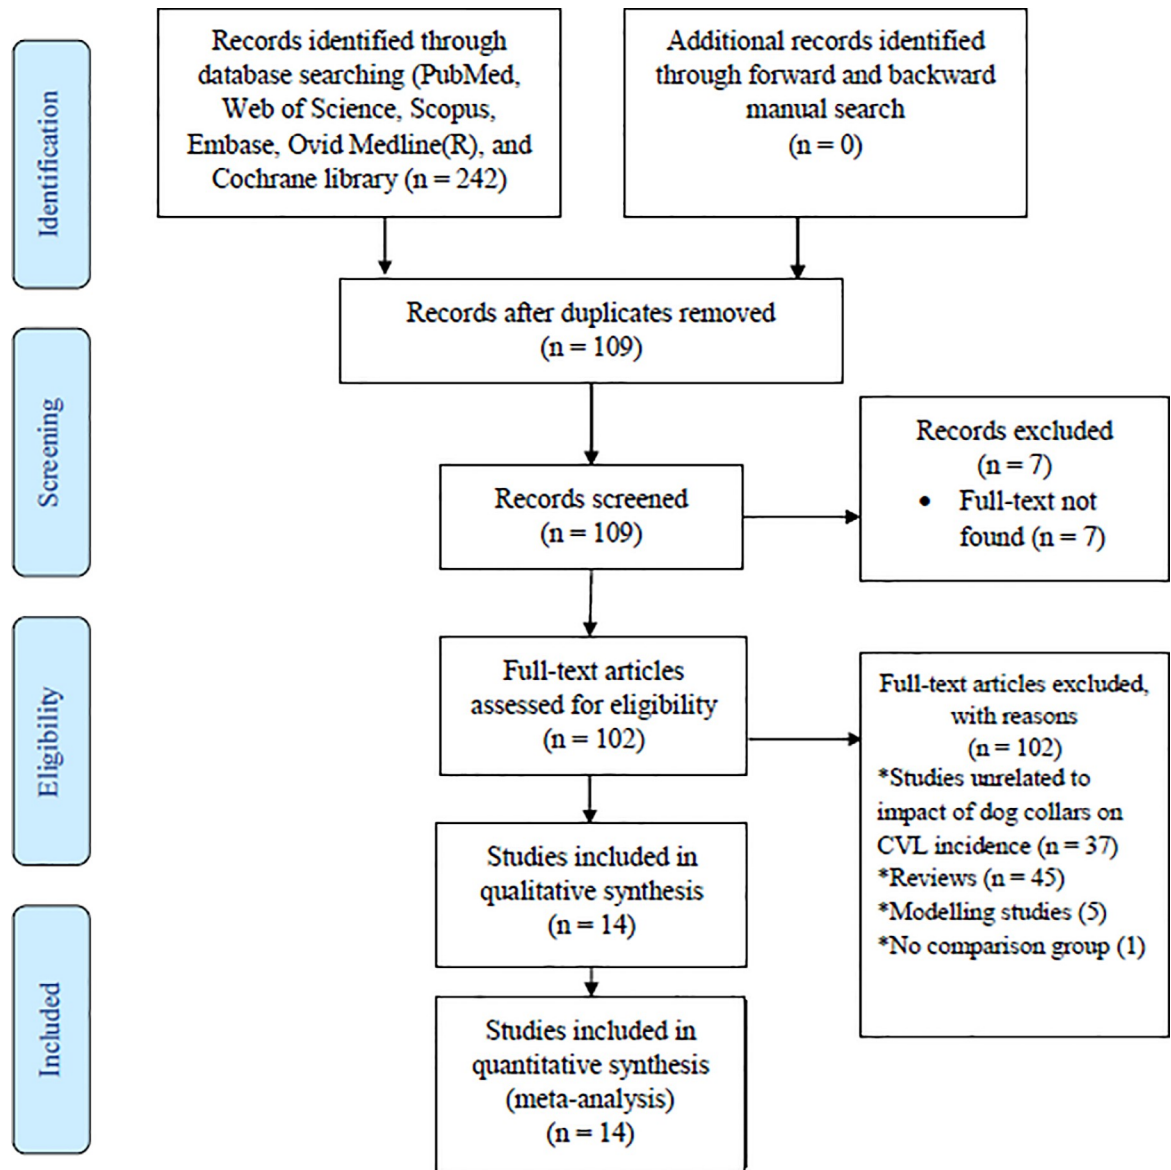 Identification
Records identified through
database searching (PubMed,
Web of Science, Scopus,
Embase, Ovid Medline(R), and
Cochrane library (n = 242)
Additional records identified
through forward and backward
manual search
(n = 0)
Records after duplicates removed
(n = 109)
Screening
Records screened
(n = 109)
Records excluded
(n = 7)
• Full-text not
found (n = 7)
Eligibility
Full-text articles
assessed for eligibility
(n = 102)
Full-text articles excluded,
with reasons
(n = 102)
*Studies unrelated to
impact of dog collars on
CVL incidence (n = 37)
*Reviews (n = 45)
*Modelling studies (5)
*No comparison group (1)
Studies included in
qualitative synthesis
(n = 14)
Included
Studies included in
quantitative synthesis
(meta-analysis)
(n = 14)